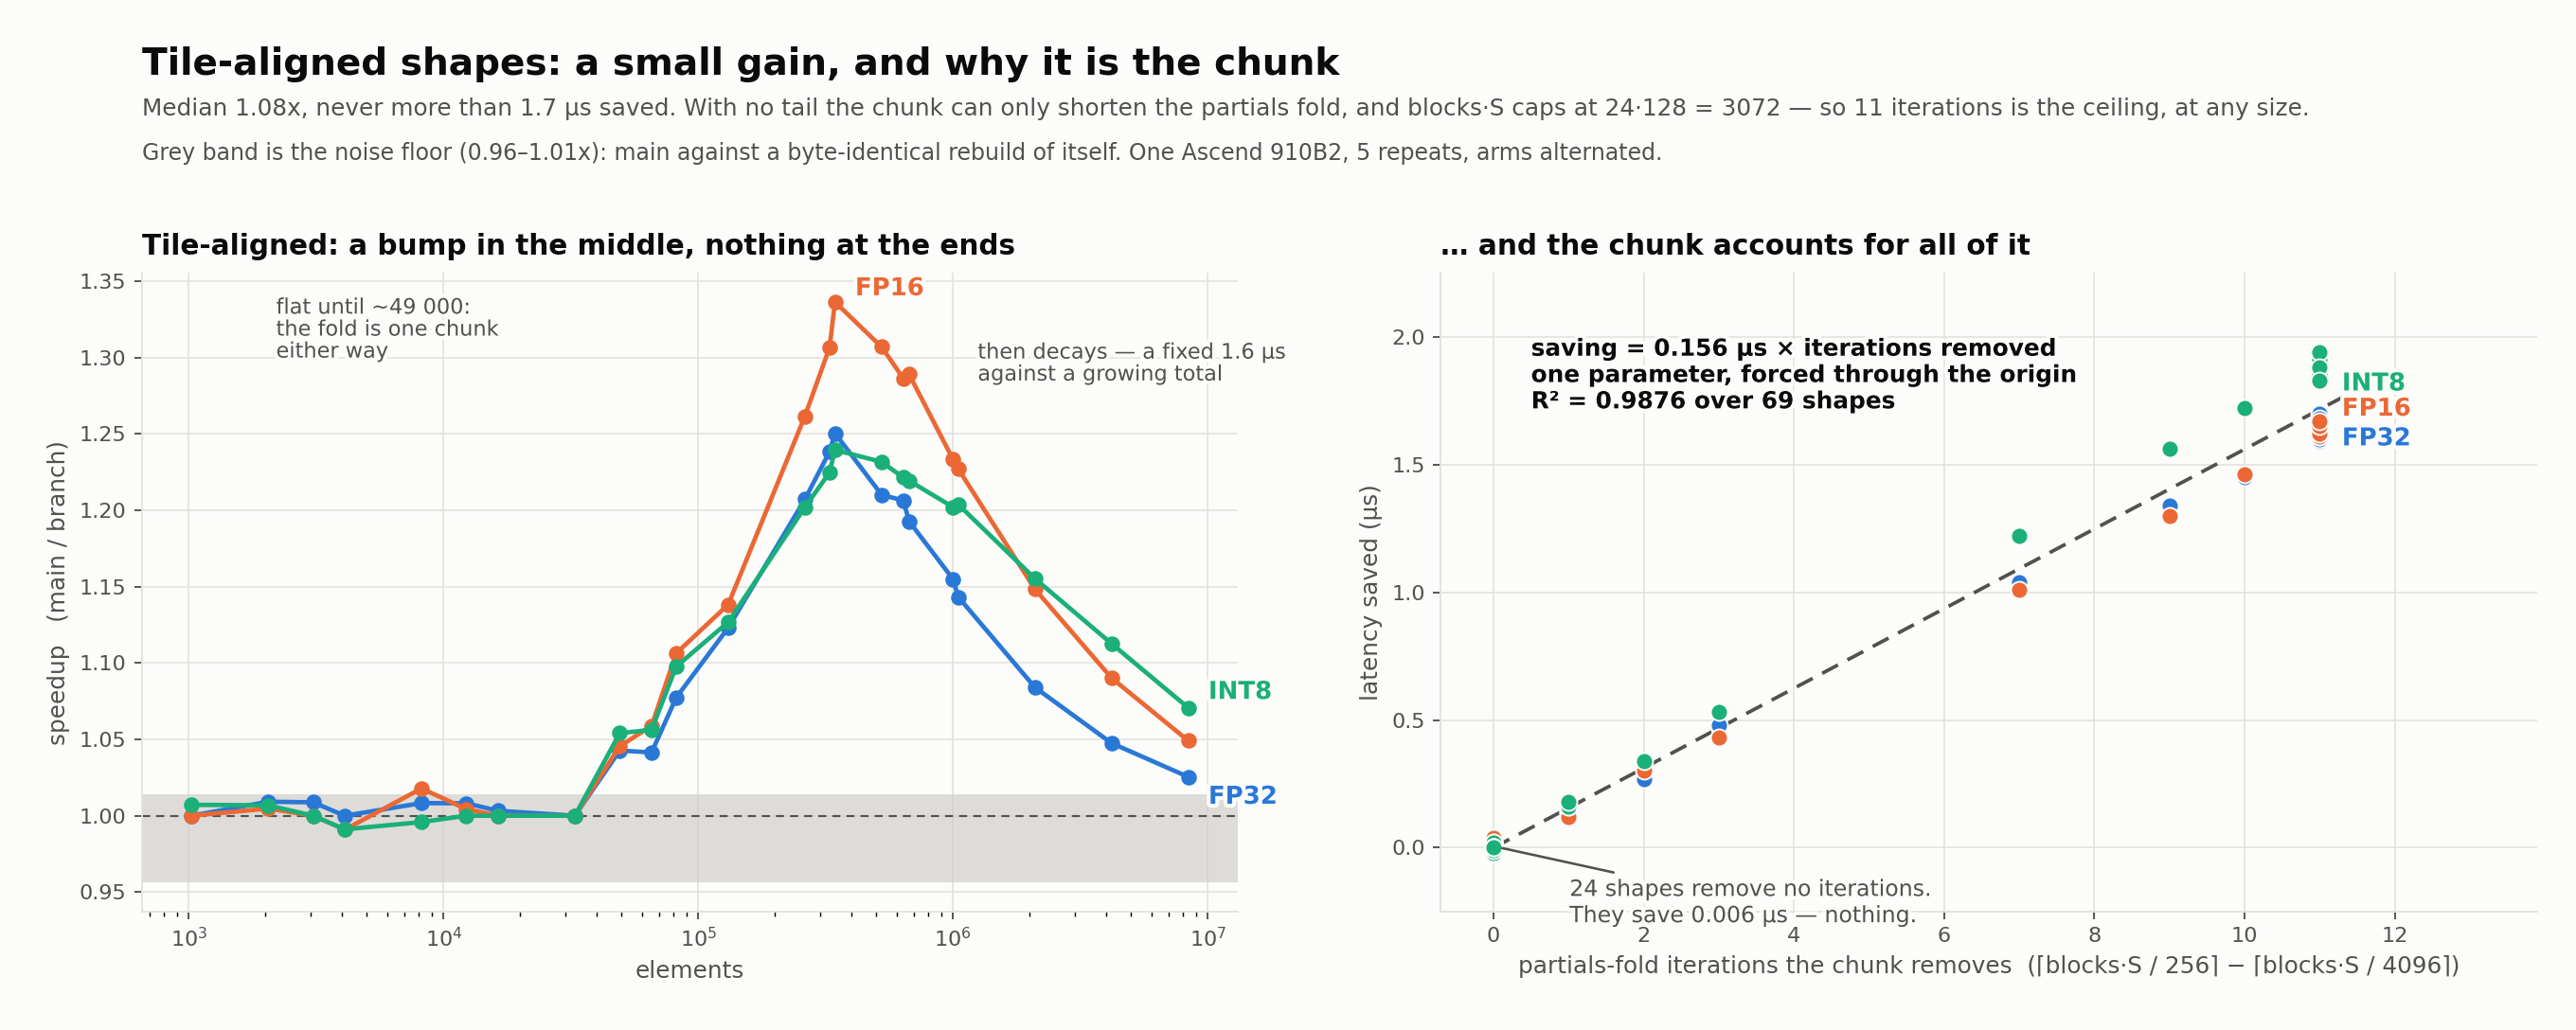 Tile-aligned shapes: a small gain, and why it is the chunk
Median 1.08x, never more than 1.7 µs saved. With no tail the chunk can only shorten the partials fold, and blocks·S caps at 24·128 = 3072 — so 11 iterations is the ceiling, at any size.
Grey band is the noise floor (0.96–1.01x): main against a byte-identical rebuild of itself. One Ascend 910B2, 5 repeats, arms alternated.
Tile-aligned: a bump in the middle, nothing at the ends
1.35
1.30
1.25
1.20
1.15
1.10
1.05
1.00
0.95
speedup (main / branch)
flat until ~49 000:
the fold is one chunk
either way
FP16
then decays — a fixed 1.6 µs
against a growing total
INT8
FP32
10³
10⁴
10⁵
10⁶
10⁷
elements
… and the chunk accounts for all of it
2.0
1.5
1.0
0.5
0.0
latency saved (µs)
saving = 0.156 µs × iterations removed
one parameter, forced through the origin
R² = 0.9876 over 69 shapes
INT8
FP16
FP32
24 shapes remove no iterations.
They save 0.006 µs — nothing.
0
2
4
6
8
10
12
partials-fold iterations the chunk removes (⌈blocks·S / 256⌉ − ⌈blocks·S / 4096⌉)